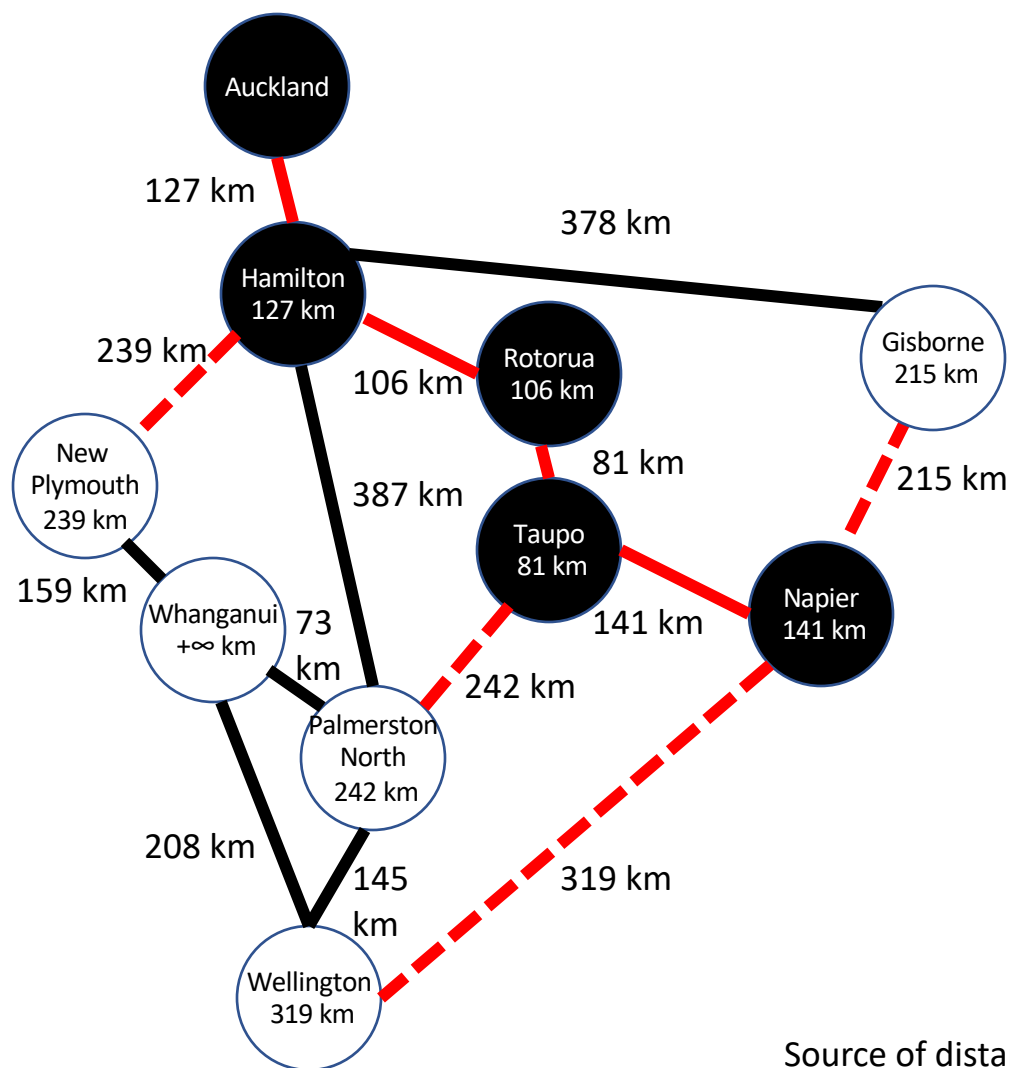 Auckland
127 km
378 km
Hamilton
127 km
Gisborne
215 km
239 km
Rotorua
106 km
106 km
New
Plymouth
239 km
81 km
215 km
387 km
Taupo
81 km
159 km
Whanganui
+∞ km
73
km
141 km
Napier
141 km
242 km
Palmerston
North
242 km
208 km
145
km
319 km
Wellington
319 km
Source of dista